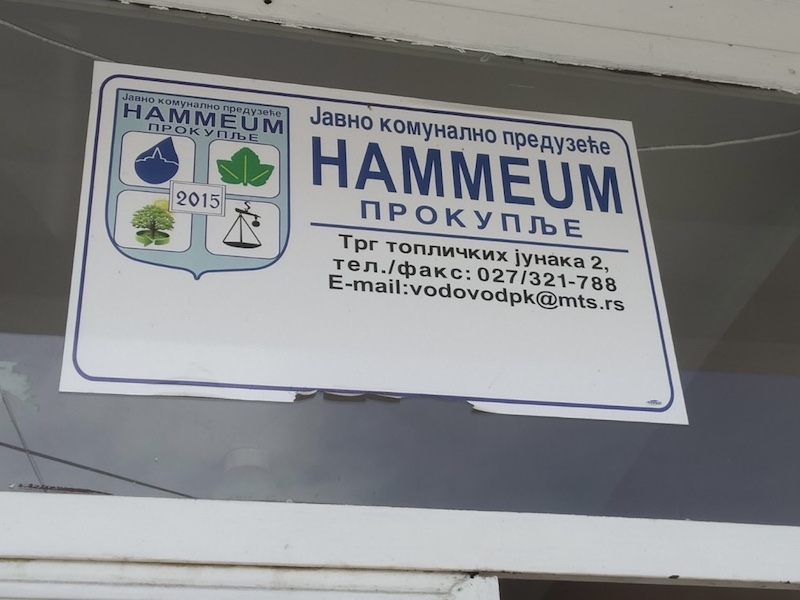 Јавно комунално предузеће
HAMMEUM
ПРОКУПЉЕ
2015
Јавно комунално предузеће
HAMMEUM
ПРОКУПЉЕ
Трг топличких јунака 2,
тел./факс: 027/321-788
E-mail:vodovodpk@mts.rs